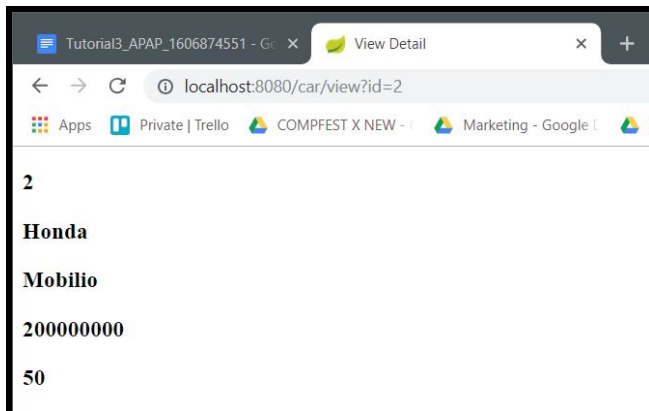 Tutorial3_APAP_1606874551 - Go
View Detail
localhost:8080/car/view?id=2
Apps Private | Trello COMPFEST X NEW - Marketing - Google
2
Honda
Mobilio
200000000
50